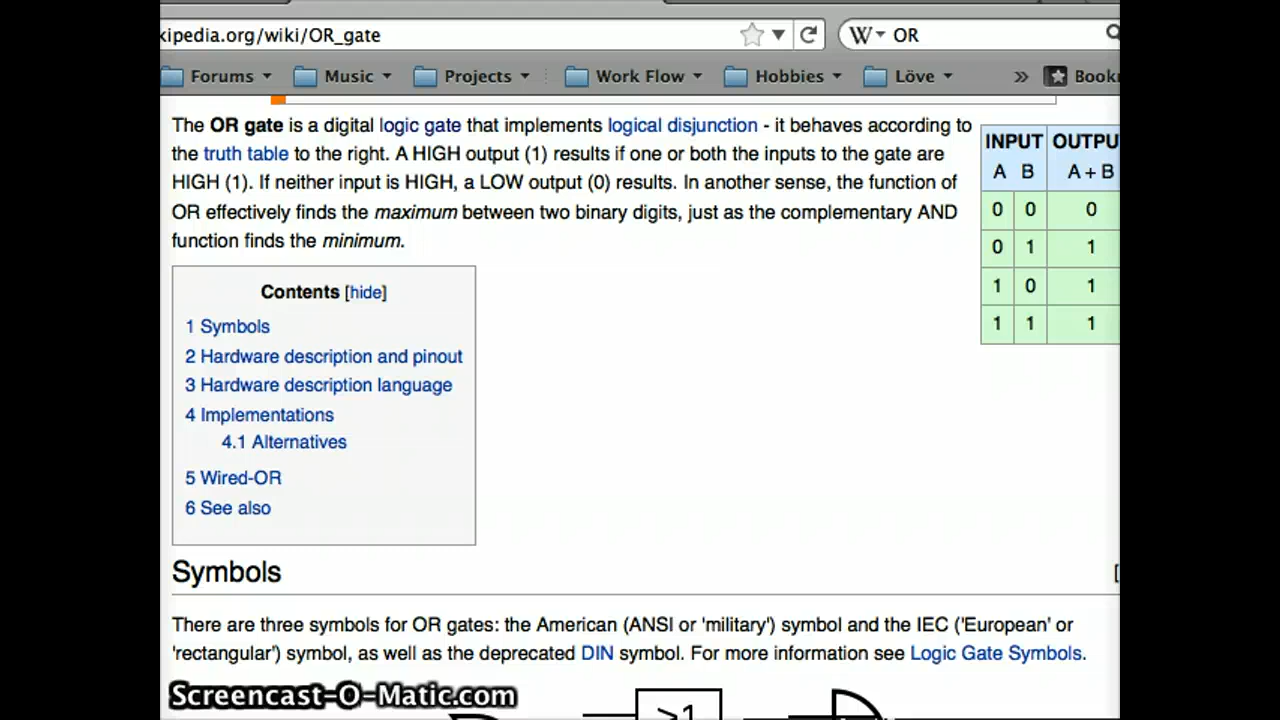 kipedia.org/wiki/OR_gate
OR
Forums Music Projects Work Flow Hobbies Löve » Bookr
The OR gate is a digital logic gate that implements logical disjunction - it behaves according to
the truth table to the right. A HIGH output (1) results if one or both the inputs to the gate are
HIGH (1). If neither input is HIGH, a LOW output (0) results. In another sense, the function of
OR effectively finds the maximum between two binary digits, just as the complementary AND
function finds the minimum.
INPUT OUTPU
A B A + B
0 0 0
0 1 1
1 0 1
1 1 1
Contents [hide]
1 Symbols
2 Hardware description and pinout
3 Hardware description language
4 Implementations
4.1 Alternatives
5 Wired-OR
6 See also
Symbols
[
There are three symbols for OR gates: the American (ANSI or 'military') symbol and the IEC ('European' or
'rectangular') symbol, as well as the deprecated DIN symbol. For more information see Logic Gate Symbols.
Screencast-O-Matic.com